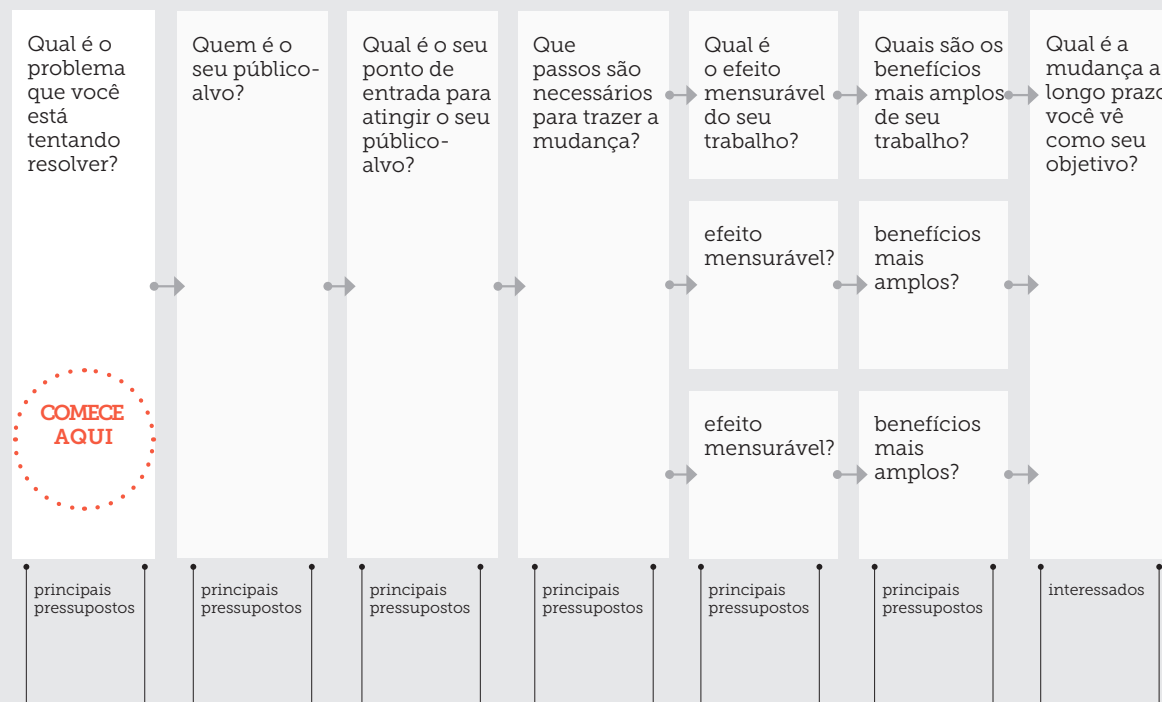 Qual é o
problema
que você
está
tentando
resolver?
COMECE
AQUI
Quem é o
seu público-
alvo?
Qual é o seu
ponto de
entrada para
atingir o seu
público-
alvo?
Que
passos são
necessários
para trazer a
mudança?
Qual é
o efeito
mensurável
do seu
trabalho?
efeito
mensurável?
efeito
mensurável?
Quais são os
benefícios
mais amplos
de seu
trabalho?
benefícios
mais
amplos?
benefícios
mais
amplos?
Qual é a
mudança a
longo prazo
você vê
como seu
objetivo?
principais
pressupostos
principais
pressupostos
principais
pressupostos
principais
pressupostos
principais
pressupostos
principais
pressupostos
interessados